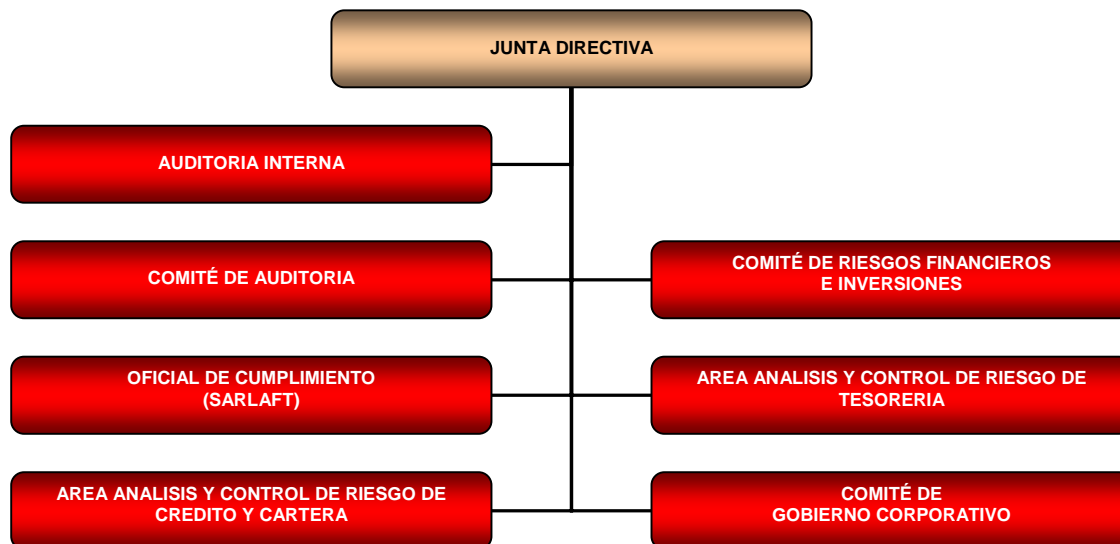 JUNTA DIRECTIVA
AUDITORIA INTERNA
COMITÉ DE AUDITORIA
COMITÉ DE RIESGOS FINANCIEROS
E INVERSIONES
OFICIAL DE CUMPLIMIENTO
(SARLAFT)
AREA ANALISIS Y CONTROL DE RIESGO DE
TESORERIA
AREA ANALISIS Y CONTROL DE RIESGO DE
CREDITO Y CARTERA
COMITÉ DE
GOBIERNO CORPORATIVO